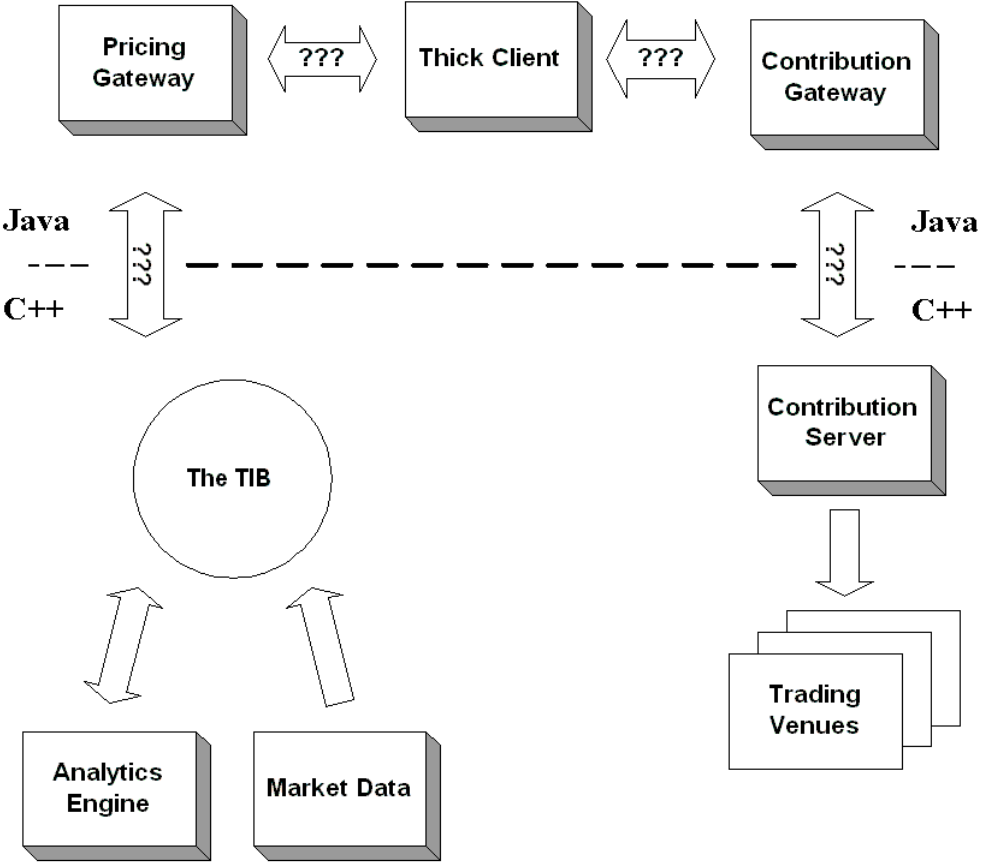 Pricing
Gateway
???
Thick Client
???
Contribution
Gateway
Java
???
C++
???
Java
C++
The TIB
Contribution
Server
Analytics
Engine
Market Data
Trading
Venues